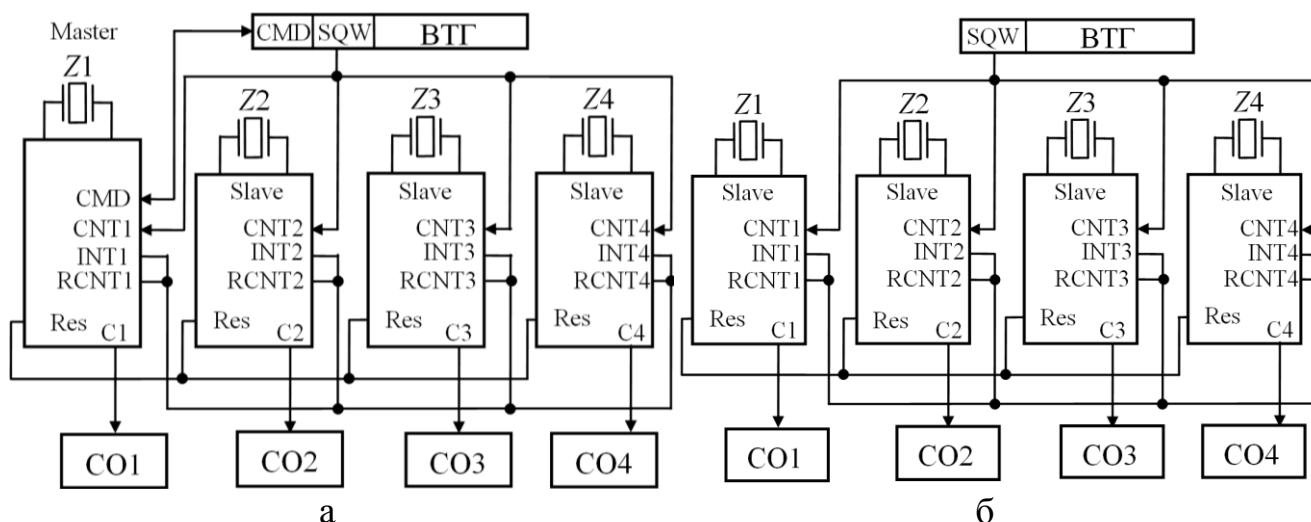 Master
CMD SQW ВТГ
Z1
Z2
Z3
Z4
CMD
CNT1
INT1
RCNT1
Res
C1
Slave
CNT2
INT2
RCNT2
Res
C2
Slave
CNT3
INT3
RCNT3
Res
C3
Slave
CNT4
INT4
RCNT4
Res
C4
CO1
CO2
CO3
CO4
а
SQW ВТГ
Z1
Z2
Z3
Z4
Slave
CNT1
INT1
RCNT1
Res
C1
Slave
CNT2
INT2
RCNT2
Res
C2
Slave
CNT3
INT3
RCNT3
Res
C3
Slave
CNT4
INT4
RCNT4
Res
C4
CO1
CO2
CO3
CO4
б